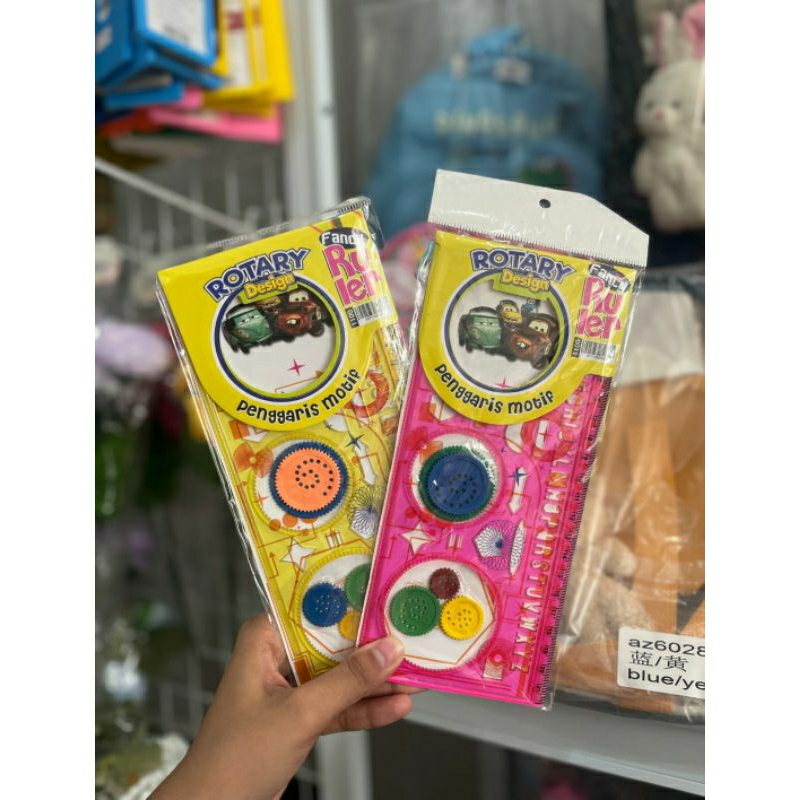 ROTARY
Design
Fancy
Ruler
penggaris motif
ROTARY
Design
Fancy
Ruler
penggaris motif
az6028
蓝/黄
blue/ye